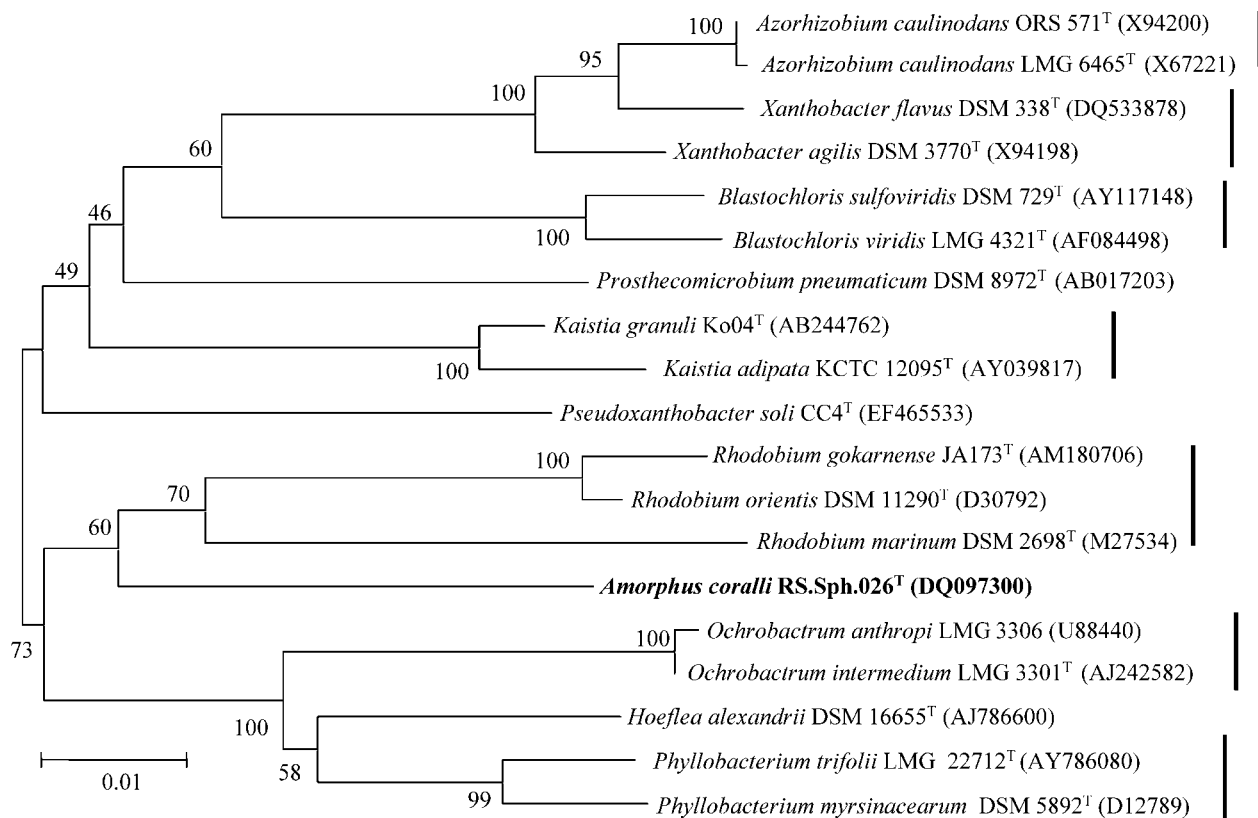 100
Azorhizobium caulinodans ORS 571ᵀ (X94200)
95
Azorhizobium caulinodans LMG 6465ᵀ (X67221)
100
Xanthobacter flavus DSM 338ᵀ (DQ533878)
60
Xanthobacter agilis DSM 3770ᵀ (X94198)
Blastochloris sulfoviridis DSM 729ᵀ (AY117148)
46
100
Blastochloris viridis LMG 4321ᵀ (AF084498)
49
Prosthecomicrobium pneumaticum DSM 8972ᵀ (AB017203)
Kaistia granuli Ko04ᵀ (AB244762)
100
Kaistia adipata KCTC 12095ᵀ (AY039817)
Pseudoxanthobacter soli CC4ᵀ (EF465533)
100
Rhodobium gokarnense JA173ᵀ (AM180706)
70
Rhodobium orientis DSM 11290ᵀ (D30792)
60
Rhodobium marinum DSM 2698ᵀ (M27534)
Amorphus coralli RS.Sph.026ᵀ (DQ097300)
73
100
Ochrobactrum anthropi LMG 3306 (U88440)
Ochrobactrum intermedium LMG 3301ᵀ (AJ242582)
100
Hoeflea alexandrii DSM 16655ᵀ (AJ786600)
58
Phyllobacterium trifolii LMG 22712ᵀ (AY786080)
99
Phyllobacterium myrsinacearum DSM 5892ᵀ (D12789)
0.01